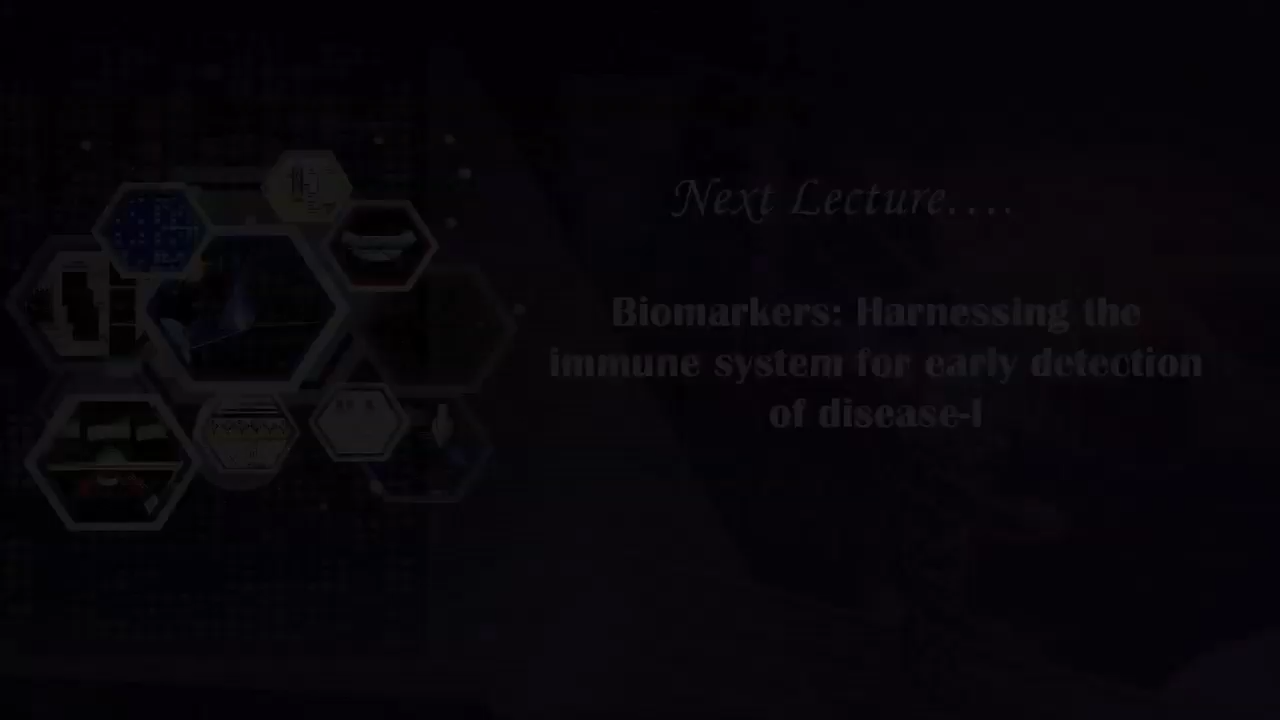 Next Lecture....
Biomarkers: Harnessing the
immune system for early detection
of disease-I